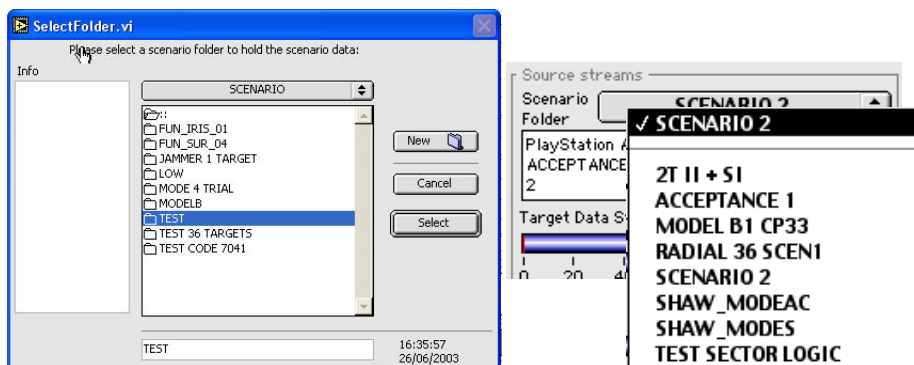 SelectFolder.vi
Please select a scenario folder to hold the scenario data:
Info
SCENARIO
::
FUN_IRIS_01
FUN_SUR_04
JAMMER 1 TARGET
LOW
MODE 4 TRIAL
MODELB
TEST
TEST 36 TARGETS
TEST CODE 7041
New
Cancel
Select
TEST
16:35:57
26/06/2003
Source streams
Scenario
Folder
SCENARIO 2
PlayStation A
ACCEPTANCE
2
Target Data S
0 20 4
✓ SCENARIO 2
2T II + SI
ACCEPTANCE 1
MODEL B1 CP33
RADIAL 36 SCEN1
SCENARIO 2
SHAW_MODEAC
SHAW_MODES
TEST SECTOR LOGIC